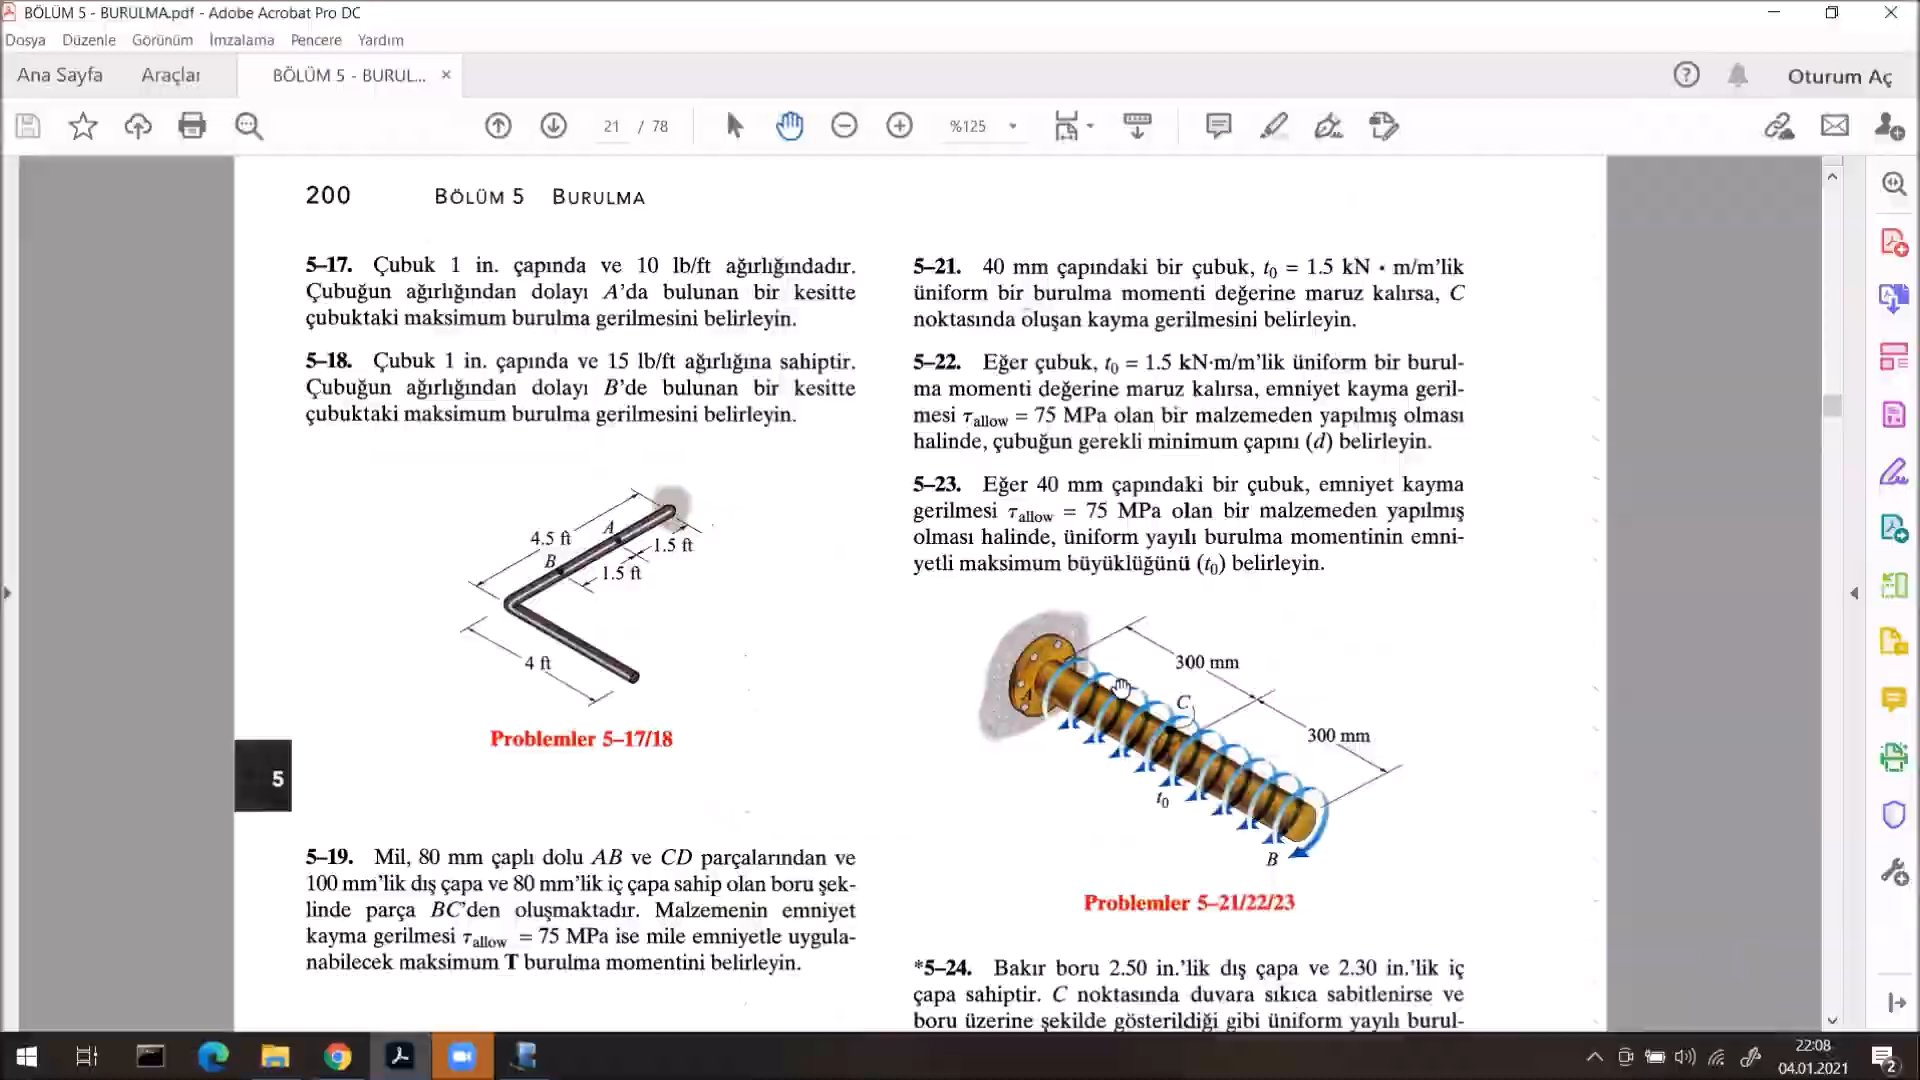 BÖLÜM 5 - BURULMA.pdf - Adobe Acrobat Pro DC
Dosya Düzenle Görünüm İmzalama Pencere Yardım
Ana Sayfa Araçlar BÖLÜM 5 - BURUL... × Oturum Aç
21 / 78 %125
200 BÖLÜM 5 BURULMA
5–17. Çubuk 1 in. çapında ve 10 lb/ft ağırlığındadır.
Çubuğun ağırlığından dolayı A’da bulunan bir kesitte
çubuktaki maksimum burulma gerilmesini belirleyin.
5–18. Çubuk 1 in. çapında ve 15 lb/ft ağırlığına sahiptir.
Çubuğun ağırlığından dolayı B’de bulunan bir kesitte
çubuktaki maksimum burulma gerilmesini belirleyin.
4.5 ft
A
1.5 ft
B
1.5 ft
4 ft
Problemler 5–17/18
5
5–19. Mil, 80 mm çaplı dolu AB ve CD parçalarından ve
100 mm’lik dış çapa ve 80 mm’lik iç çapa sahip olan boru şek-
linde parça BC’den oluşmaktadır. Malzemenin emniyet
kayma gerilmesi τallow = 75 MPa ise mile emniyetle uygula-
nabilecek maksimum T burulma momentini belirleyin.
5–21. 40 mm çapındaki bir çubuk, t0 = 1.5 kN · m/m’lik
üniform bir burulma momenti değerine maruz kalırsa, C
noktasında oluşan kayma gerilmesini belirleyin.
5–22. Eğer çubuk, t0 = 1.5 kN·m/m’lik üniform bir burul-
ma momenti değerine maruz kalırsa, emniyet kayma geril-
mesi τallow = 75 MPa olan bir malzemeden yapılmış olması
halinde, çubuğun gerekli minimum çapını (d) belirleyin.
5–23. Eğer 40 mm çapındaki bir çubuk, emniyet kayma
gerilmesi τallow = 75 MPa olan bir malzemeden yapılmış
olması halinde, üniform yayılı burulma momentinin emni-
yetli maksimum büyüklüğünü (t0) belirleyin.
300 mm
A
C
300 mm
t0
B
Problemler 5–21/22/23
*5–24. Bakır boru 2.50 in.’lik dış çapa ve 2.30 in.’lik iç
çapa sahiptir. C noktasında duvara sıkıca sabitlenirse ve
boru üzerine şekilde gösterildiği gibi üniform yayılı burul-
22:08
04.01.2021
2